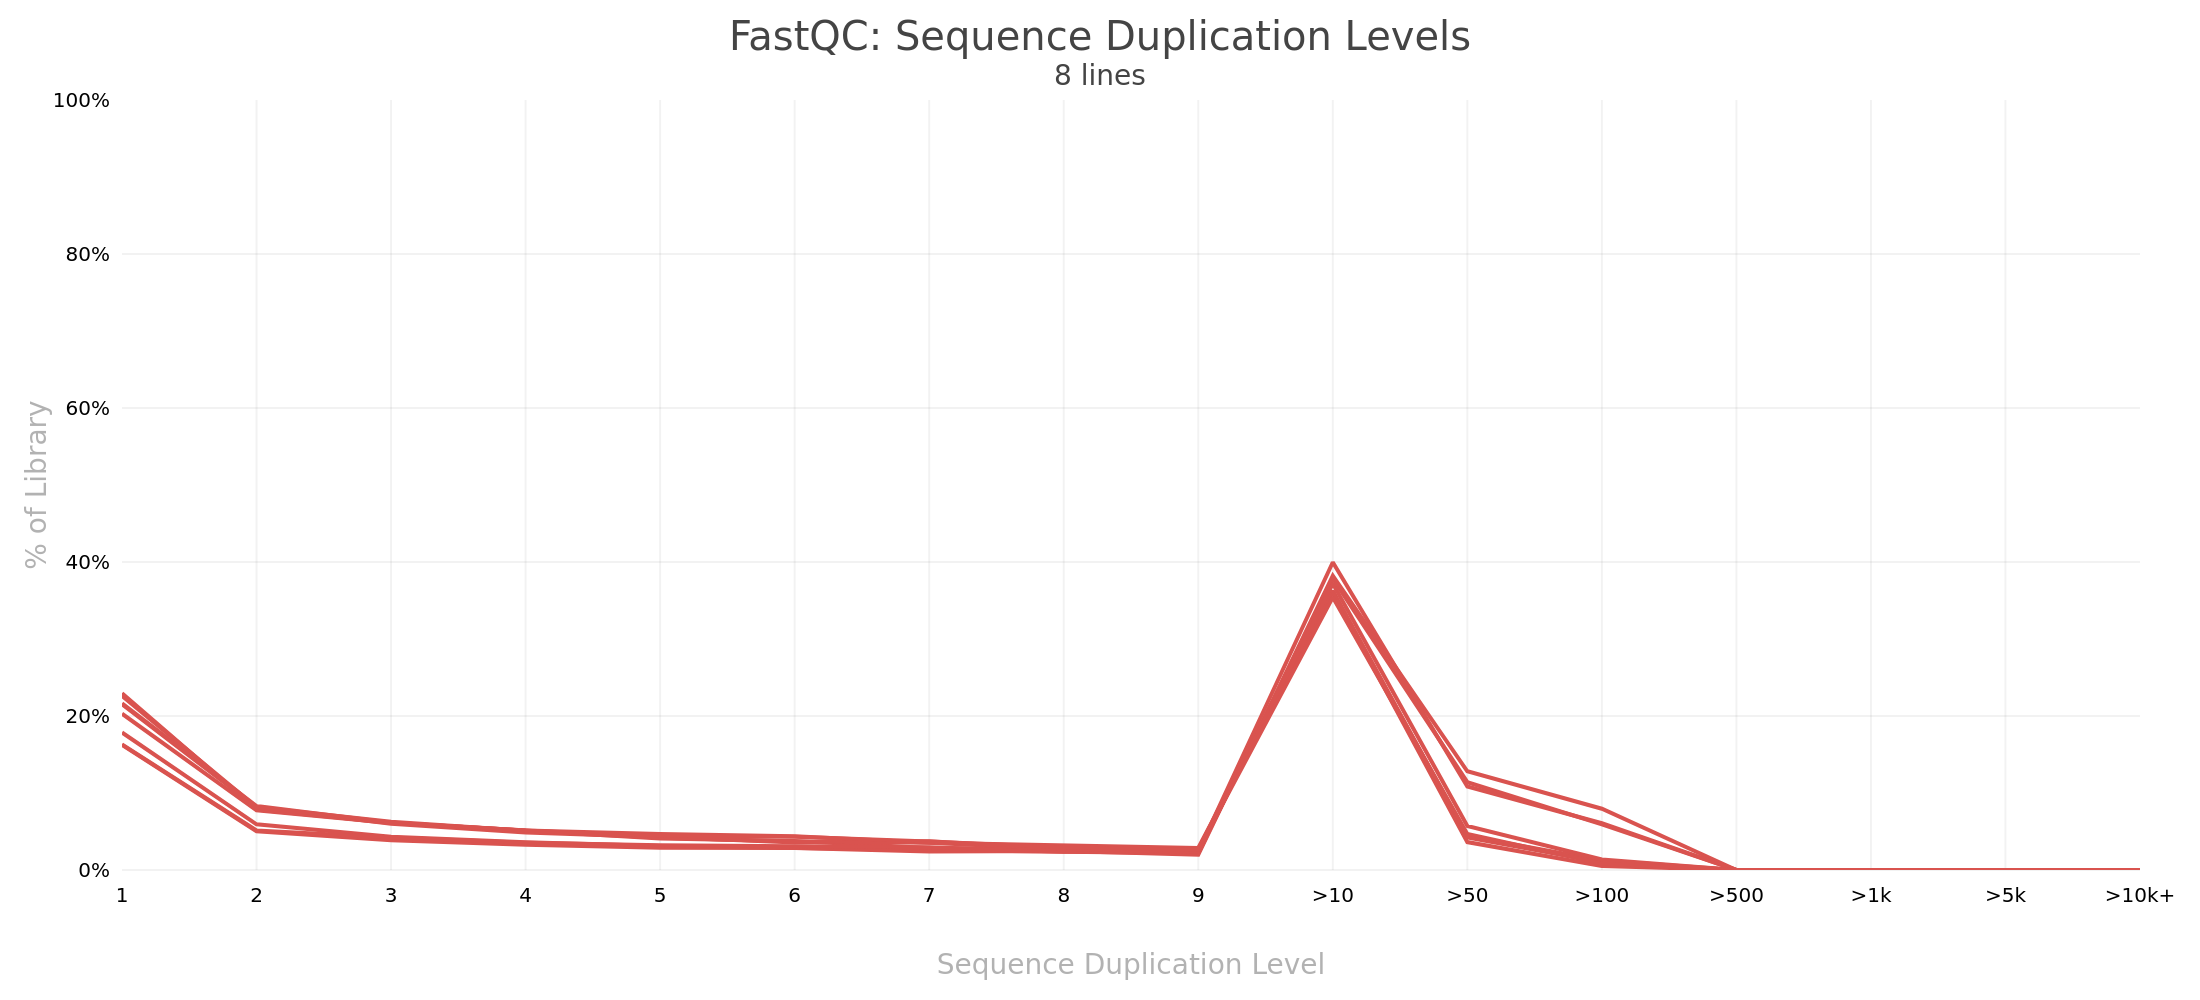 FastQC: Sequence Duplication Levels
8 lines
100%
80%
60%
40%
20%
0%
% of Library
1 2 3 4 5 6 7 8 9 >10 >50 >100 >500 >1k >5k >10k+
Sequence Duplication Level